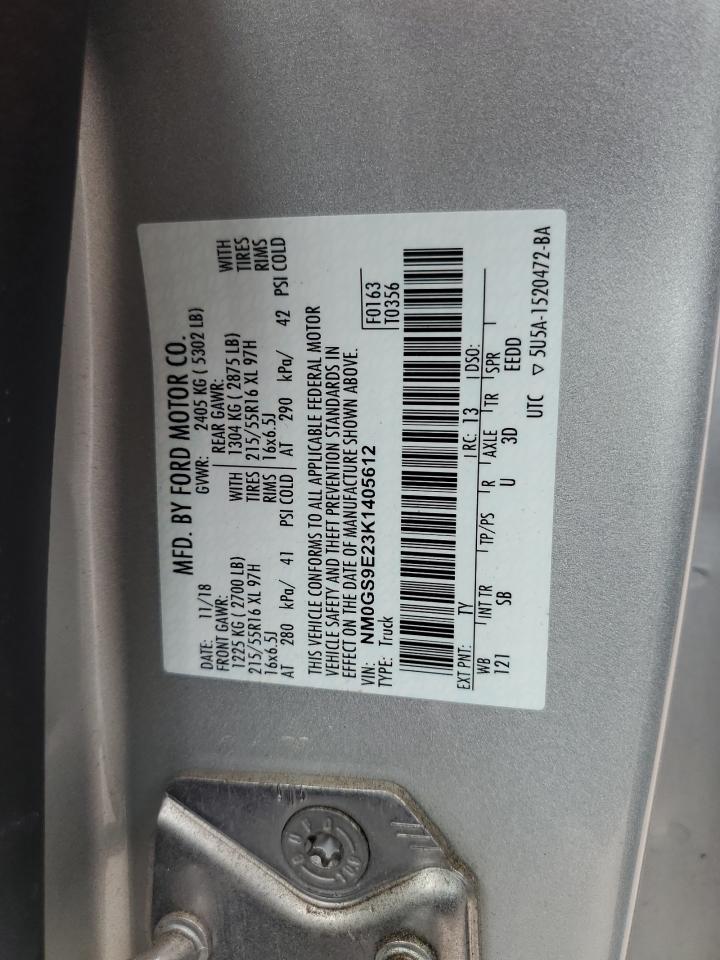 MFD. BY FORD MOTOR CO.
DATE: 11/18 GVWR: 2405 KG ( 5302 LB)
FRONT GAWR: REAR GAWR:
1225 KG ( 2700 LB) WITH 1304 KG ( 2875 LB) WITH
215/55R16 XL 97H TIRES 215/55R16 XL 97H TIRES
16x6.5J RIMS 16x6.5J RIMS
AT 280 kPa/ 41 PSI COLD AT 290 kPa/ 42 PSI COLD
THIS VEHICLE CONFORMS TO ALL APPLICABLE FEDERAL MOTOR
VEHICLE SAFETY AND THEFT PREVENTION STANDARDS IN
EFFECT ON THE DATE OF MANUFACTURE SHOWN ABOVE.
F0163
T0356
VIN: NM0GS9E23K1405612
TYPE: Truck
EXT PNT: TY RC: 13 DSO:
WB INT TR TP/PS R AXLE TR SPR
121 SB U 3D EEDD
UTC ▽ 5U5A-1520472-BA